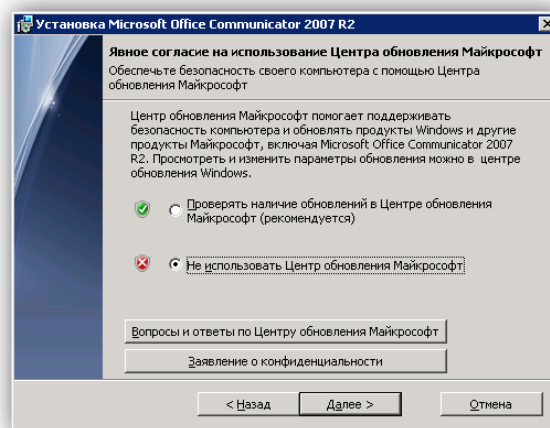 Установка Microsoft Office Communicator 2007 R2
Явное согласие на использование Центра обновления Майкрософт
Обеспечьте безопасность своего компьютера с помощью Центра
обновления Майкрософт
Центр обновления Майкрософт помогает поддерживать
безопасность компьютера и обновлять продукты Windows и другие
продукты Майкрософт, включая Microsoft Office Communicator 2007
R2. Просмотреть и изменить параметры обновления можно в центре
обновления Windows.
Проверять наличие обновлений в Центре обновления
Майкрософт (рекомендуется)
Не использовать Центр обновления Майкрософт
Вопросы и ответы по Центру обновления Майкрософт
Заявление о конфиденциальности
< Назад Далее > Отмена